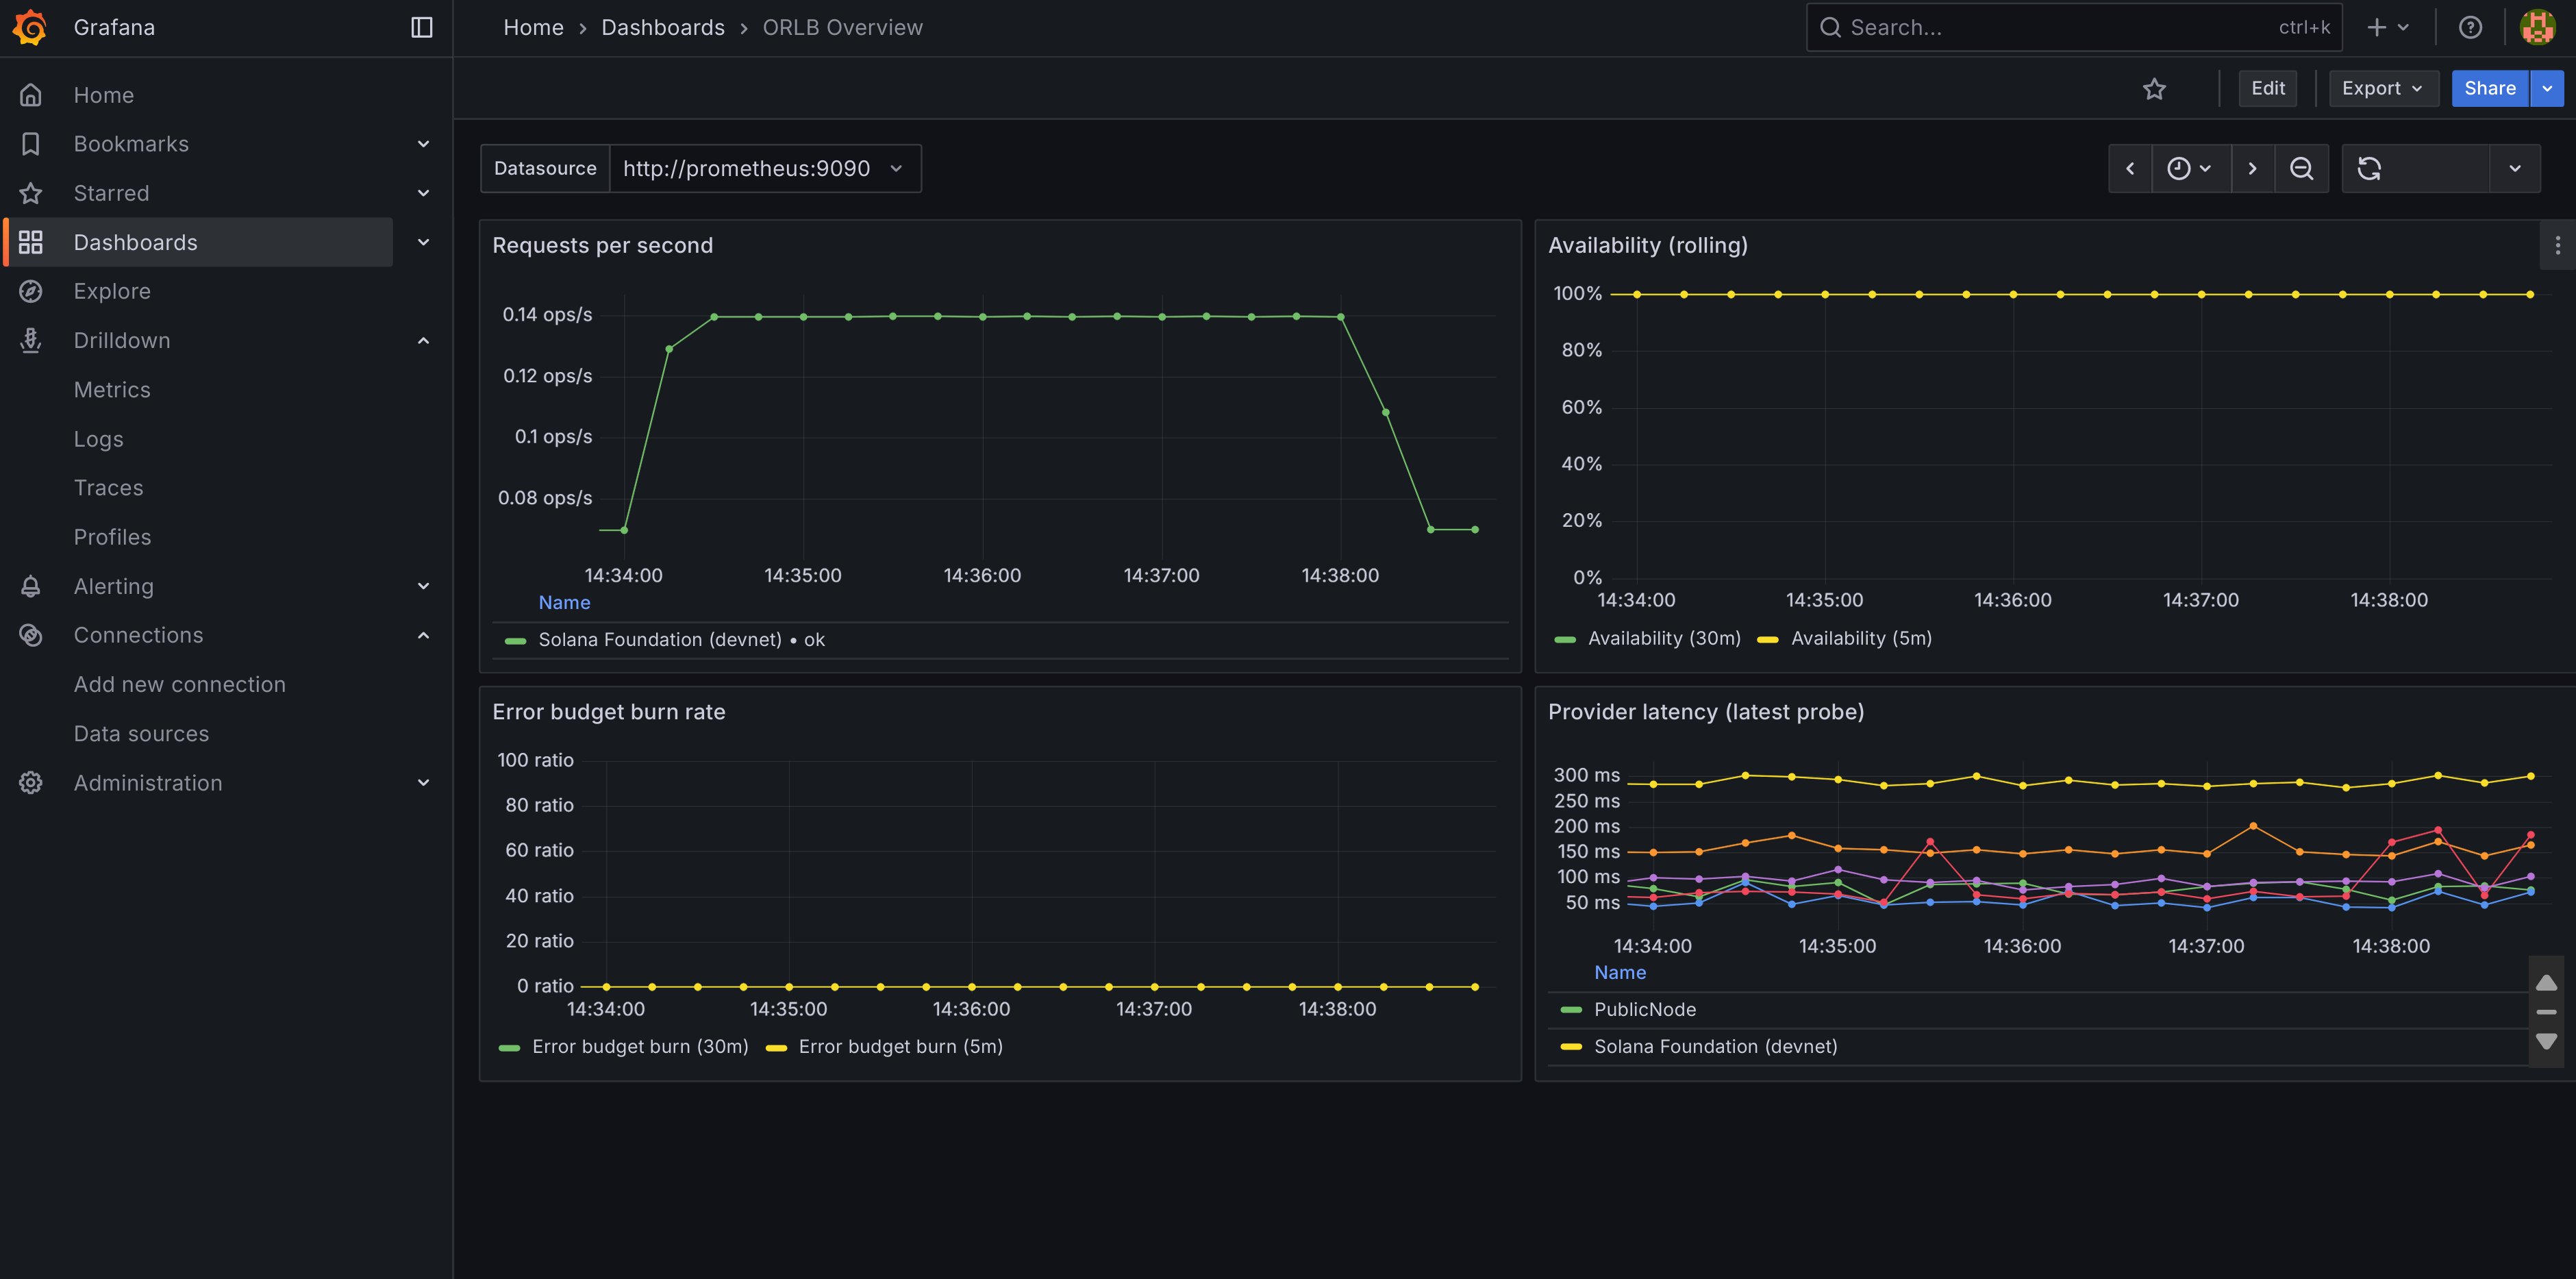 Grafana
Home › Dashboards › ORLB Overview
Search... ctrl+k
Edit
Export
Share
Home
Bookmarks
Starred
Dashboards
Explore
Drilldown
Metrics
Logs
Traces
Profiles
Alerting
Connections
Add new connection
Data sources
Administration
Datasource http://prometheus:9090
Requests per second
0.14 ops/s
0.12 ops/s
0.1 ops/s
0.08 ops/s
14:34:00 14:35:00 14:36:00 14:37:00 14:38:00
Name
Solana Foundation (devnet) • ok
Availability (rolling)
100%
80%
60%
40%
20%
0%
14:34:00 14:35:00 14:36:00 14:37:00 14:38:00
Availability (30m) Availability (5m)
Error budget burn rate
100 ratio
80 ratio
60 ratio
40 ratio
20 ratio
0 ratio
14:34:00 14:35:00 14:36:00 14:37:00 14:38:00
Error budget burn (30m) Error budget burn (5m)
Provider latency (latest probe)
300 ms
250 ms
200 ms
150 ms
100 ms
50 ms
14:34:00 14:35:00 14:36:00 14:37:00 14:38:00
Name
PublicNode
Solana Foundation (devnet)